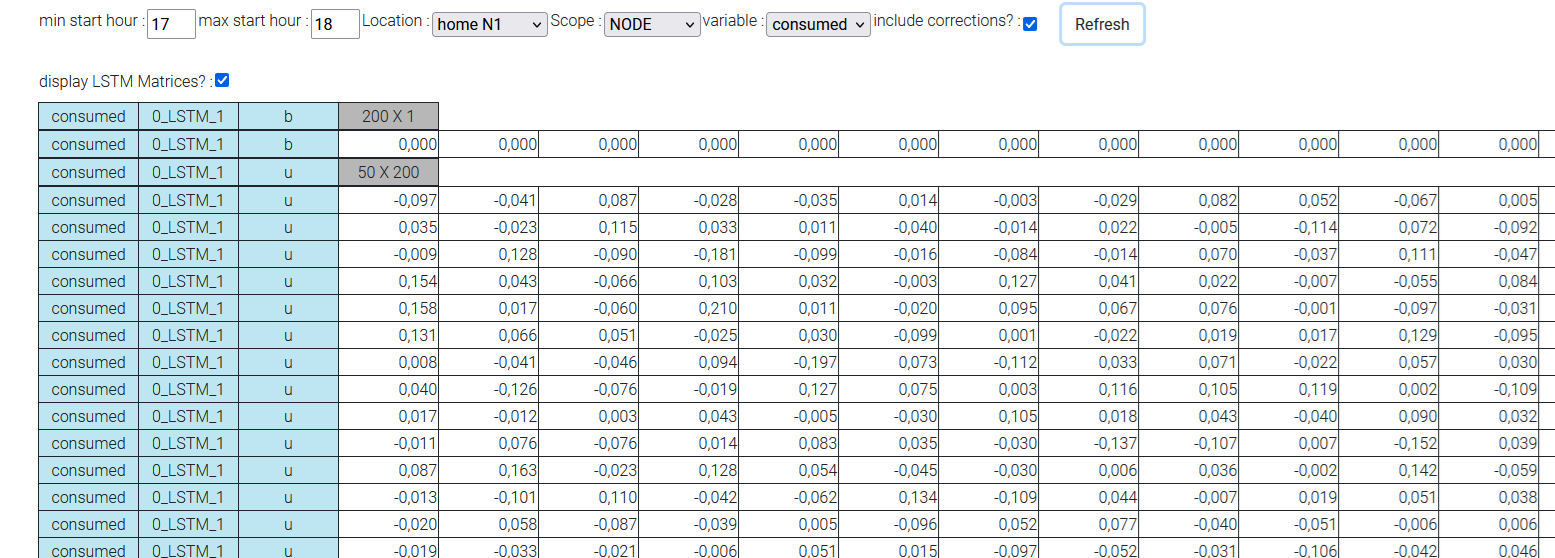 min start hour : 17 max start hour : 18 Location : home N1 Scope : NODE variable : consumed include corrections? : Refresh
display LSTM Matrices? :
consumed 0_LSTM_1 b 200 X 1
consumed 0_LSTM_1 b 0,000 0,000 0,000 0,000 0,000 0,000 0,000 0,000 0,000 0,000 0,000 0,000
consumed 0_LSTM_1 u 50 X 200
consumed 0_LSTM_1 u -0,097 -0,041 0,087 -0,028 -0,035 0,014 -0,003 -0,029 0,082 0,052 -0,067 0,005
consumed 0_LSTM_1 u 0,035 -0,023 0,115 0,033 0,011 -0,040 -0,014 0,022 -0,005 -0,114 0,072 -0,092
consumed 0_LSTM_1 u -0,009 0,128 -0,090 -0,181 -0,099 -0,016 -0,084 -0,014 0,070 -0,037 0,111 -0,047
consumed 0_LSTM_1 u 0,154 0,043 -0,066 0,103 0,032 -0,003 0,127 0,041 0,022 -0,007 -0,055 0,084
consumed 0_LSTM_1 u 0,158 0,017 -0,060 0,210 0,011 -0,020 0,095 0,067 0,076 -0,001 -0,097 -0,031
consumed 0_LSTM_1 u 0,131 0,066 0,051 -0,025 0,030 -0,099 0,001 -0,022 0,019 0,017 0,129 -0,095
consumed 0_LSTM_1 u 0,008 -0,041 -0,046 0,094 -0,197 0,073 -0,112 0,033 0,071 -0,022 0,057 0,030
consumed 0_LSTM_1 u 0,040 -0,126 -0,076 -0,019 0,127 0,075 0,003 0,116 0,105 0,119 0,002 -0,109
consumed 0_LSTM_1 u 0,017 -0,012 0,003 0,043 -0,005 -0,030 0,105 0,018 0,043 -0,040 0,090 0,032
consumed 0_LSTM_1 u -0,011 0,076 -0,076 0,014 0,083 0,035 -0,030 -0,137 -0,107 0,007 -0,152 0,039
consumed 0_LSTM_1 u 0,087 0,163 -0,023 0,128 0,054 -0,045 -0,030 0,006 0,036 -0,002 0,142 -0,059
consumed 0_LSTM_1 u -0,013 -0,101 0,110 -0,042 -0,062 0,134 -0,109 0,044 -0,007 0,019 0,051 0,038
consumed 0_LSTM_1 u -0,020 0,058 -0,087 -0,039 0,005 -0,096 0,052 0,077 -0,040 -0,051 -0,006 0,006
consumed 0_LSTM_1 u -0,019 -0,033 -0,021 -0,006 0,051 0,015 -0,097 -0,052 -0,031 -0,106 -0,042 0,046